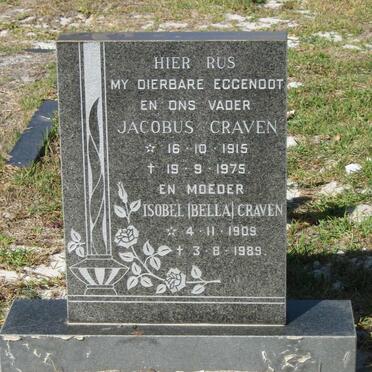 HIER RUS
MY DIERBARE EGGENOOT
EN ONS VADER
JACOBUS CRAVEN
☆ 16-10-1915
✝ 19-9-1975.
EN MOEDER
ISOBEL (BELLA) CRAVEN
☆ 4-11-1909
✝ 3-8-1989.